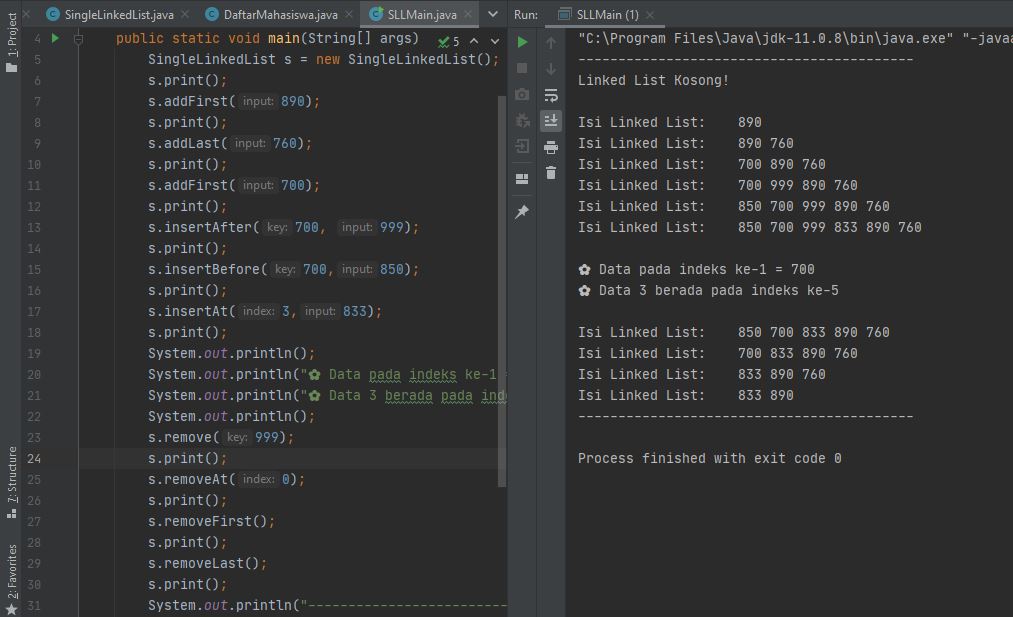 SingleLinkedList.java DaftarMahasiswa.java SLLMain.java
Run: SLLMain (1)
1: Project
7: Structure
2: Favorites
5
4 public static void main(String[] args)
5 SingleLinkedList s = new SingleLinkedList();
6 s.print();
7 s.addFirst( input: 890);
8 s.print();
9 s.addLast( input: 760);
10 s.print();
11 s.addFirst( input: 700);
12 s.print();
13 s.insertAfter( key: 700, input: 999);
14 s.print();
15 s.insertBefore( key: 700, input: 850);
16 s.print();
17 s.insertAt( index: 3, input: 833);
18 s.print();
19 System.out.println();
20 System.out.println("✿ Data pada indeks ke-1
21 System.out.println("✿ Data 3 berada pada ind
22 System.out.println();
23 s.remove( key: 999);
24 s.print();
25 s.removeAt( index: 0);
26 s.print();
27 s.removeFirst();
28 s.print();
29 s.removeLast();
30 s.print();
31 System.out.println("-------------------------
"C:\Program Files\Java\jdk-11.0.8\bin\java.exe" "-java
------------------------------------------
Linked List Kosong!
Isi Linked List: 890
Isi Linked List: 890 760
Isi Linked List: 700 890 760
Isi Linked List: 700 999 890 760
Isi Linked List: 850 700 999 890 760
Isi Linked List: 850 700 999 833 890 760
✿ Data pada indeks ke-1 = 700
✿ Data 3 berada pada indeks ke-5
Isi Linked List: 850 700 833 890 760
Isi Linked List: 700 833 890 760
Isi Linked List: 833 890 760
Isi Linked List: 833 890
------------------------------------------
Process finished with exit code 0